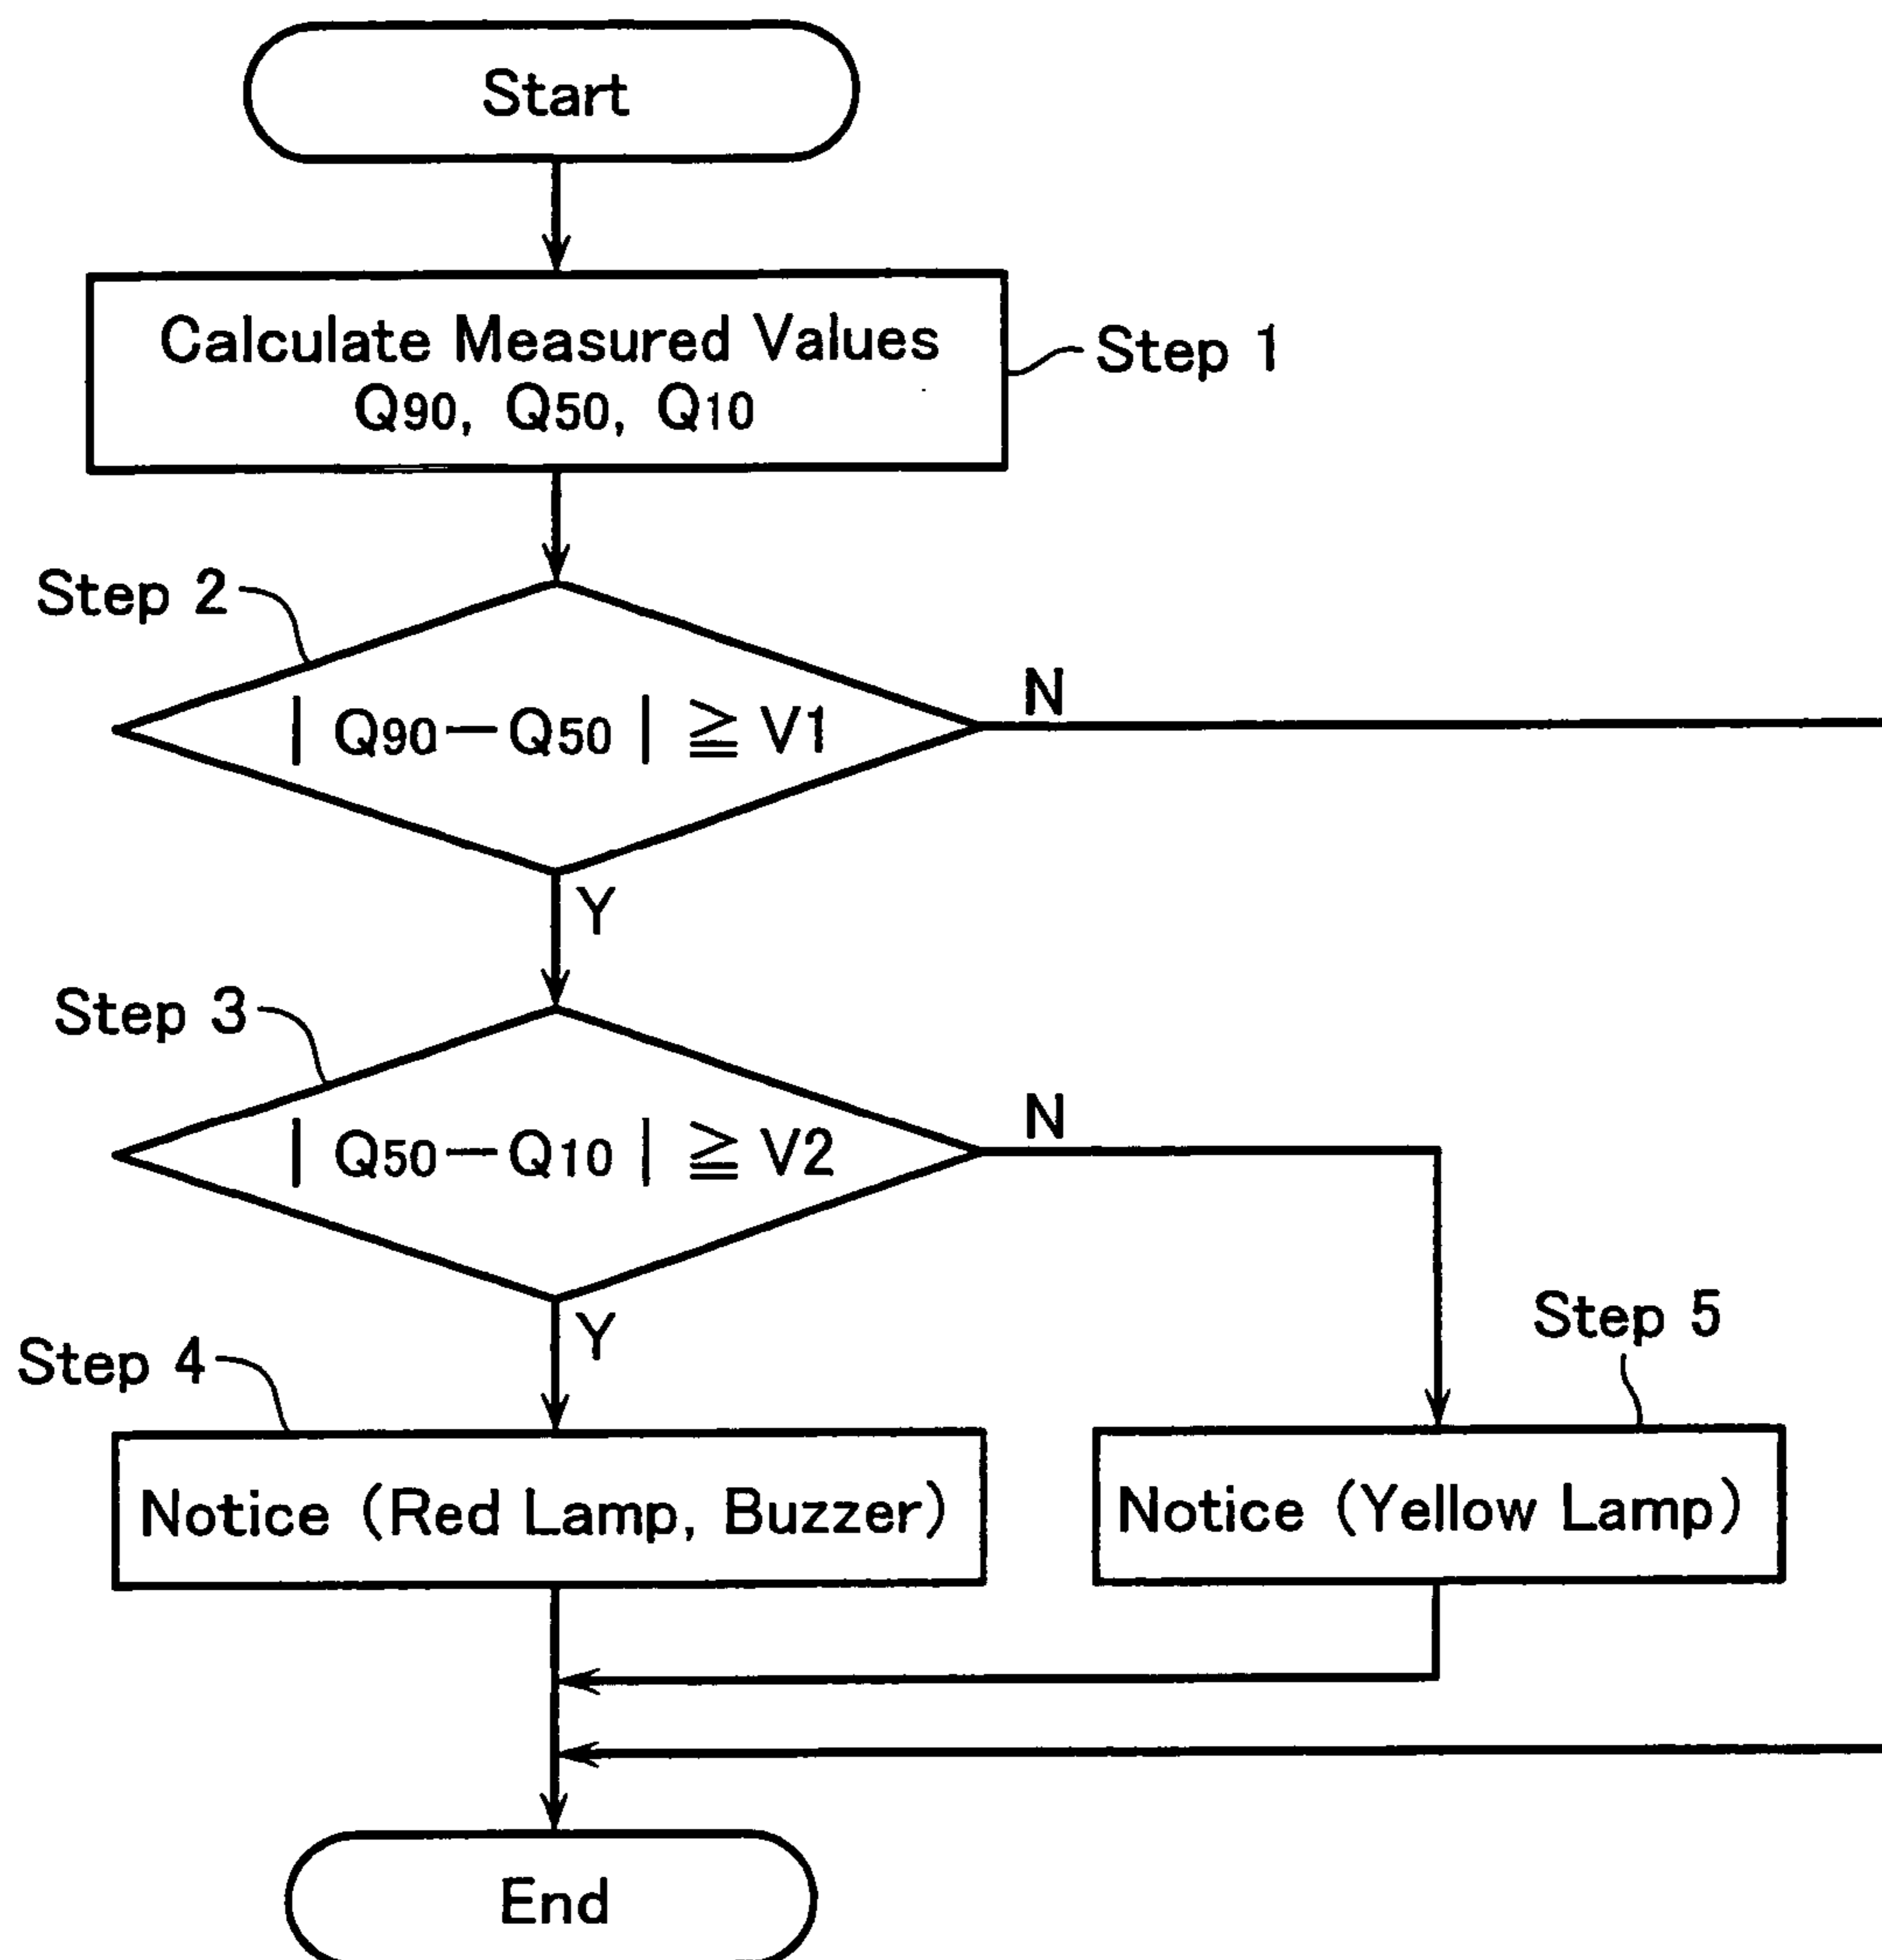 Start
Calculate Measured Values
Q90, Q50, Q10
Step 1
Step 2
| Q90－Q50 | ≧ V1
N
Y
Step 3
| Q50－Q10 | ≧ V2
N
Y
Step 4
Step 5
Notice (Red Lamp, Buzzer)
Notice (Yellow Lamp)
End